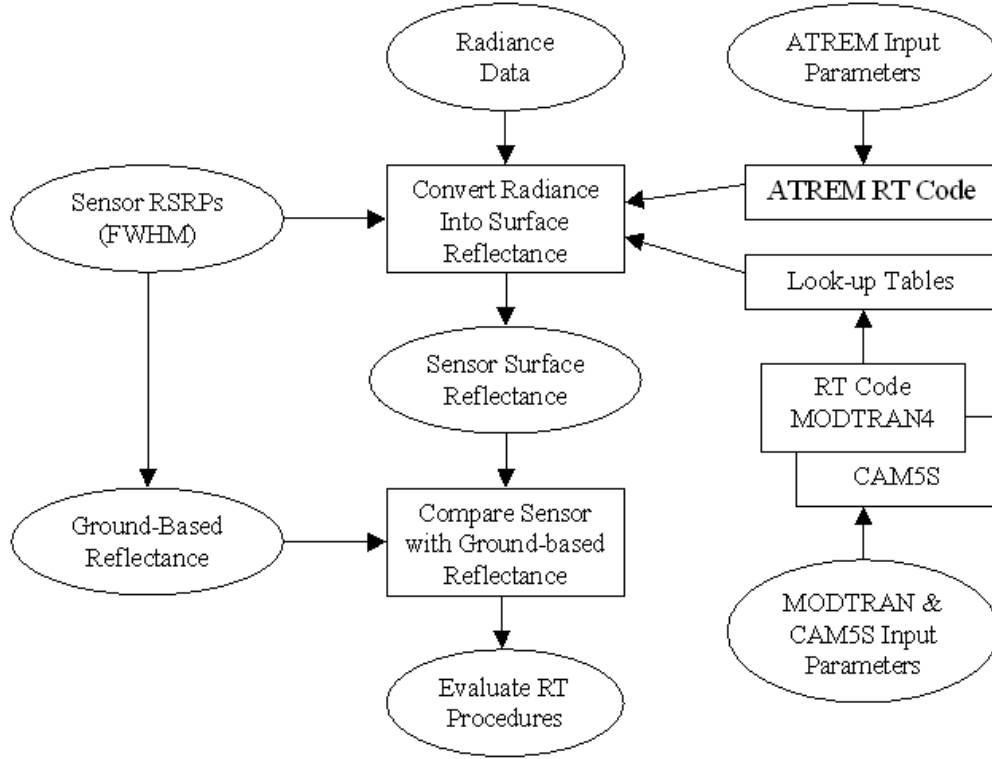 Radiance
Data
ATREM Input
Parameters
Sensor RSRPs
(FWHM)
Convert Radiance
Into Surface
Reflectance
ATREM RT Code
Look-up Tables
Sensor Surface
Reflectance
RT Code
MODTRAN4
CAM5S
Ground-Based
Reflectance
Compare Sensor
with Ground-based
Reflectance
MODTRAN &
CAM5S Input
Parameters
Evaluate RT
Procedures